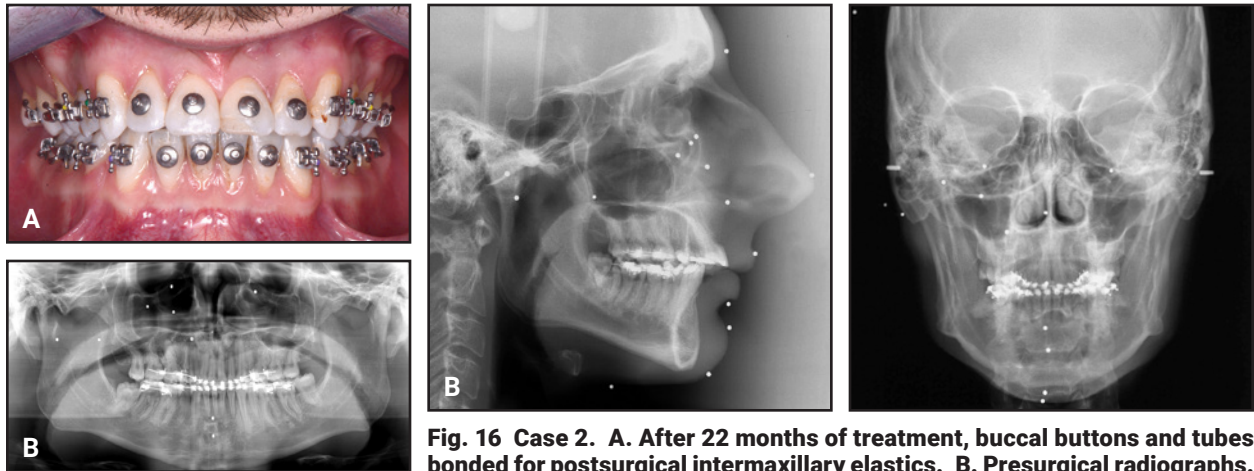 A
B
B
Fig. 16 Case 2. A. After 22 months of treatment, buccal buttons and tubes
bonded for postsurgical intermaxillary elastics. B. Presurgical radiographs.